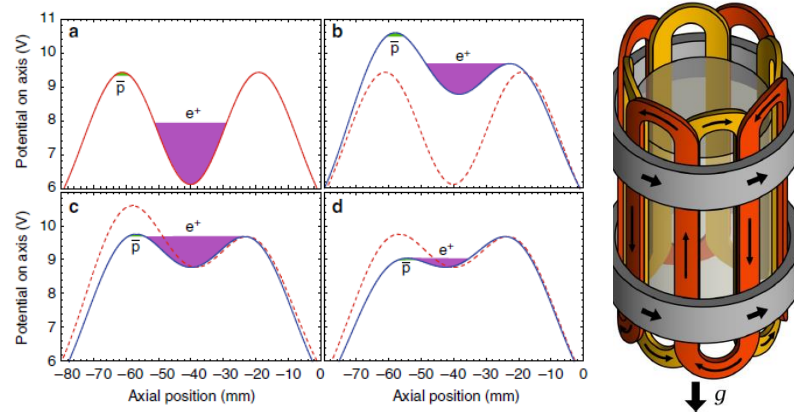 a
b
c
d
Potential on axis (V)
11
10
9
8
7
6
p̄
e⁺
p̄
e⁺
Potential on axis (V)
10
9
8
7
6
p̄
e⁺
p̄
e⁺
−80 −70 −60 −50 −40 −30 −20 −10 0
−70 −60 −50 −40 −30 −20 −10 0
Axial position (mm)
Axial position (mm)
g